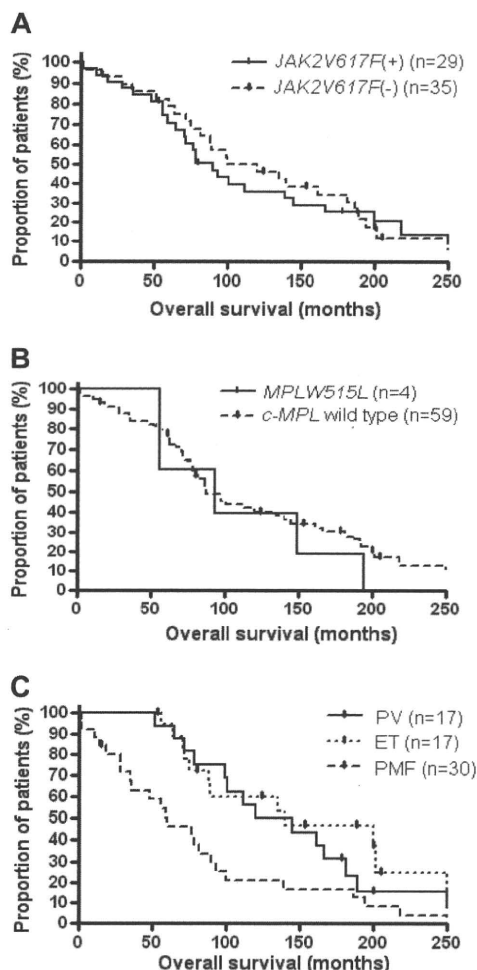 A
Proportion of patients (%)
100
90
80
70
60
50
40
30
20
10
0
JAK2V617F(+) (n=29)
JAK2V617F(-) (n=35)
0 50 100 150 200 250
Overall survival (months)
B
Proportion of patients (%)
100
90
80
70
60
50
40
30
20
10
0
MPLW515L (n=4)
c-MPL wild type (n=59)
0 50 100 150 200 250
Overall survival (months)
C
Proportion of patients (%)
100
90
80
70
60
50
40
30
20
10
0
PV (n=17)
ET (n=17)
PMF (n=30)
0 50 100 150 200 250
Overall survival (months)